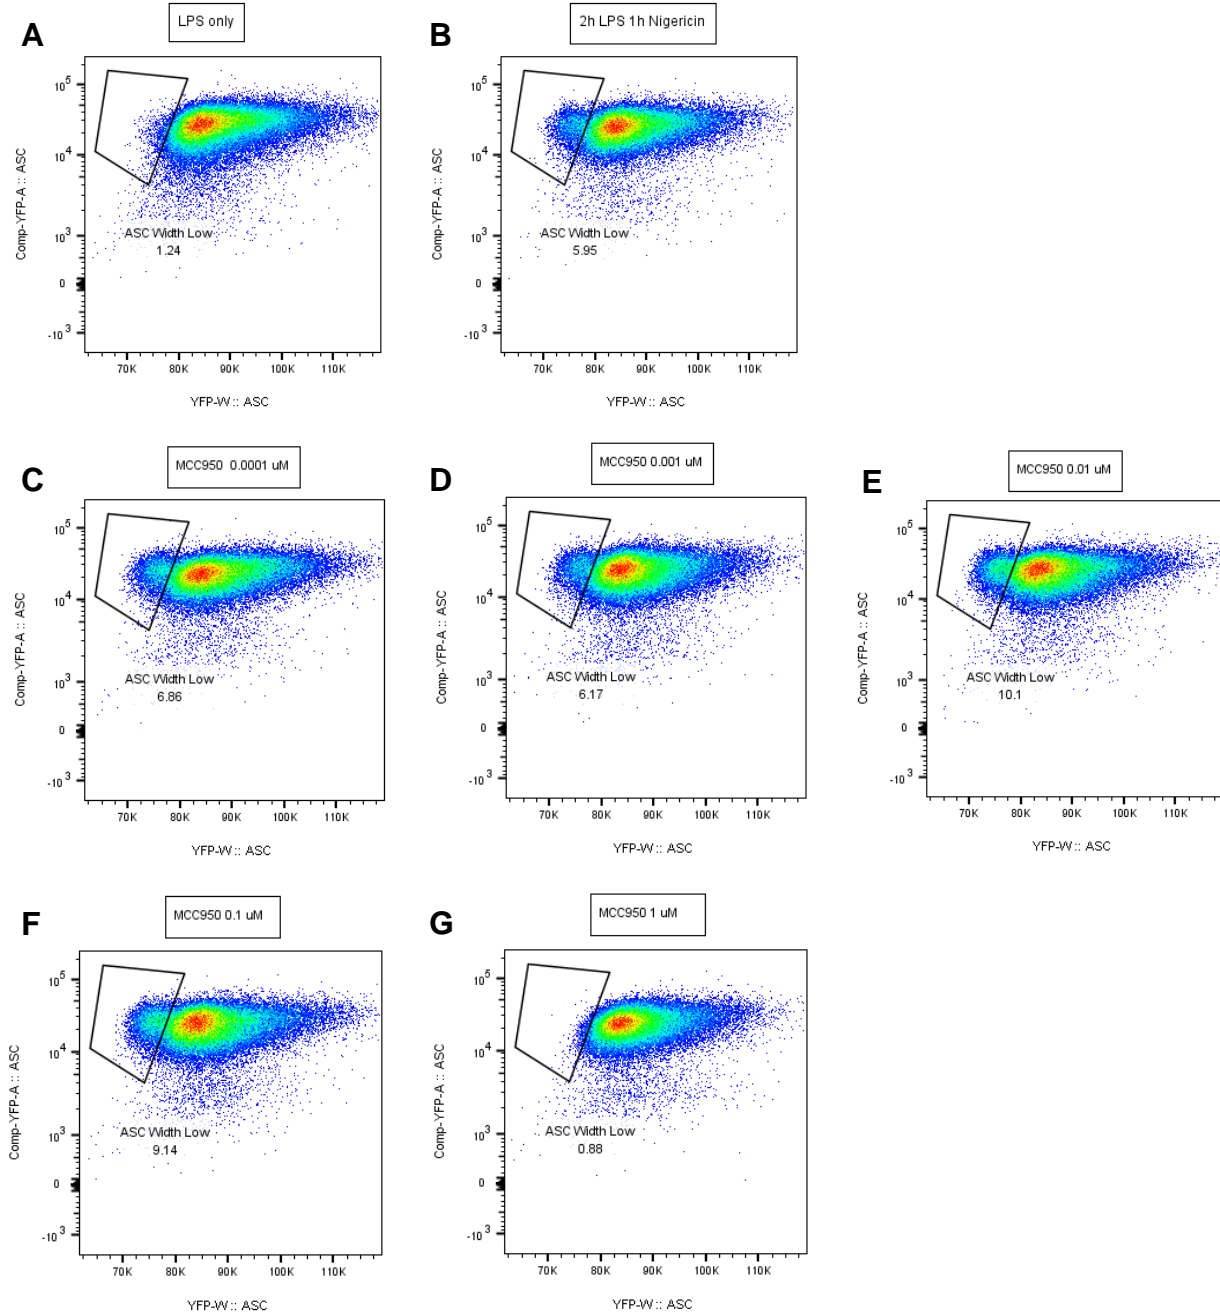 A
LPS only
10^5
10^4
10^3
0
-10^3
Comp-YFP-A :: ASC
ASC Width Low
1.24
70K 80K 90K 100K 110K
YFP-W :: ASC
B
2h LPS 1h Nigericin
10^5
10^4
10^3
0
-10^3
Comp-YFP-A :: ASC
ASC Width Low
5.95
70K 80K 90K 100K 110K
YFP-W :: ASC
C
MCC950 0.0001 uM
10^5
10^4
10^3
0
-10^3
Comp-YFP-A :: ASC
ASC Width Low
6.86
70K 80K 90K 100K 110K
YFP-W :: ASC
D
MCC950 0.001 uM
10^5
10^4
10^3
0
-10^3
Comp-YFP-A :: ASC
ASC Width Low
6.17
70K 80K 90K 100K 110K
YFP-W :: ASC
E
MCC950 0.01 uM
10^5
10^4
10^3
0
-10^3
Comp-YFP-A :: ASC
ASC Width Low
10.1
70K 80K 90K 100K 110K
YFP-W :: ASC
F
MCC950 0.1 uM
10^5
10^4
10^3
0
-10^3
Comp-YFP-A :: ASC
ASC Width Low
9.14
70K 80K 90K 100K 110K
YFP-W :: ASC
G
MCC950 1 uM
10^5
10^4
10^3
0
-10^3
Comp-YFP-A :: ASC
ASC Width Low
0.88
70K 80K 90K 100K 110K
YFP-W :: ASC